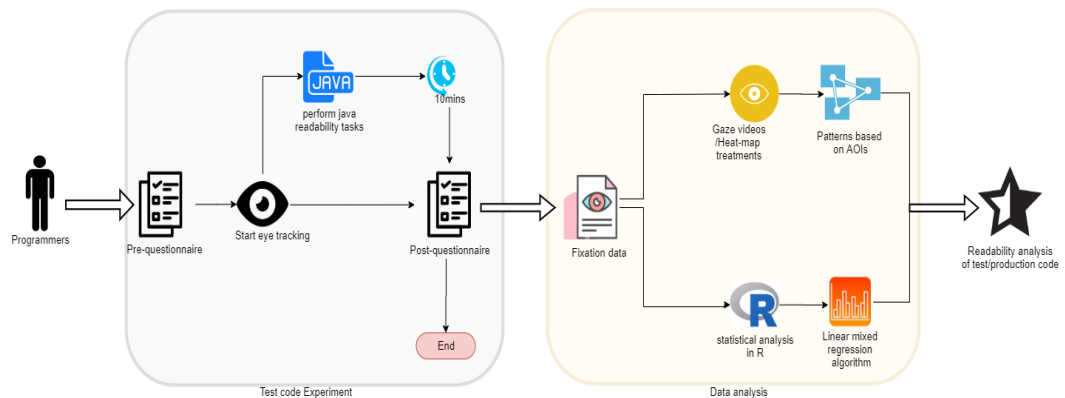 JAVA
10mins
perform java
readability tasks
Programmers
Pre-questionnaire
Start eye tracking
Post-questionnaire
End
Test code Experiment
Fixation data
Gaze videos
/Heat-map
treatments
Patterns based
on AOIs
R
statistical analysis
in R
Linear mixed
regression
algorithm
Data analysis
Readability analysis
of test/production code